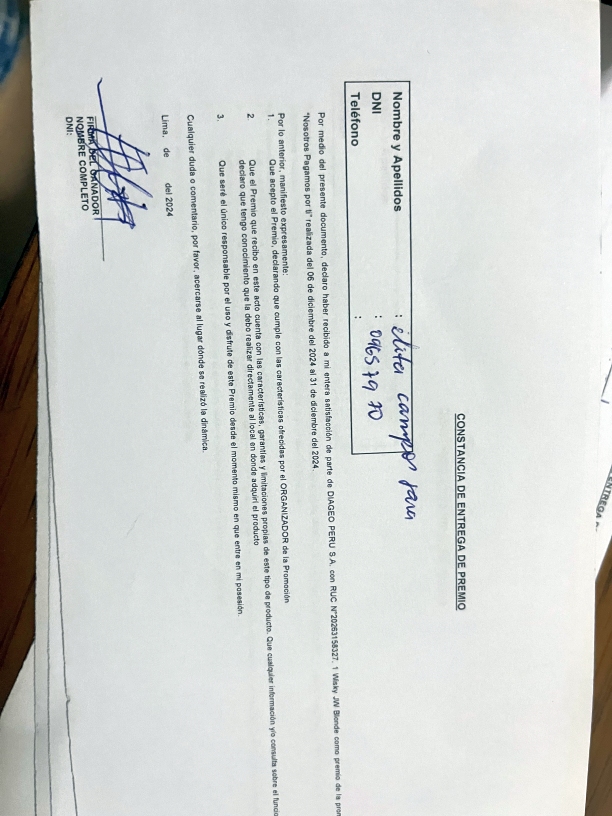 CONSTANCIA DE ENTREGA DE PREMIO
Nombre y Apellidos : campos
DNI : 09657970
Teléfono :
Por medio del presente documento, declaro haber recibido a mi entera satisfacción de parte de DIAGEO PERU S.A. con RUC N°20263158327. 1 Wisky JW Blonde como premio de la
"Nosotros Pagamos por ti" realizada del 06 de diciembre del 2024 al 31 de diciembre del 2024.
Por lo anterior, manifiesto expresamente:
1. Que acepto el Premio, declarando que cumple con las características ofrecidas por el ORGANIZADOR de la Promoción
2 Que el Premio que recibo en este acto cuenta con las características, garantías y limitaciones propias de este tipo de producto. Que cualquier información y/o consulta sobre el
declaro que tengo conocimiento que la debo realizar directamente al local en donde adquirí el producto
3. Que seré el único responsable por el uso y disfrute de este Premio desde el momento mismo en que entre en mi posesión.
Cualquier duda o comentario, por favor, acercarse al lugar dónde se realizó la dinámica.
Lima, de del 2024
FIRMA DEL GANADOR
NOMBRE COMPLETO
DNI: